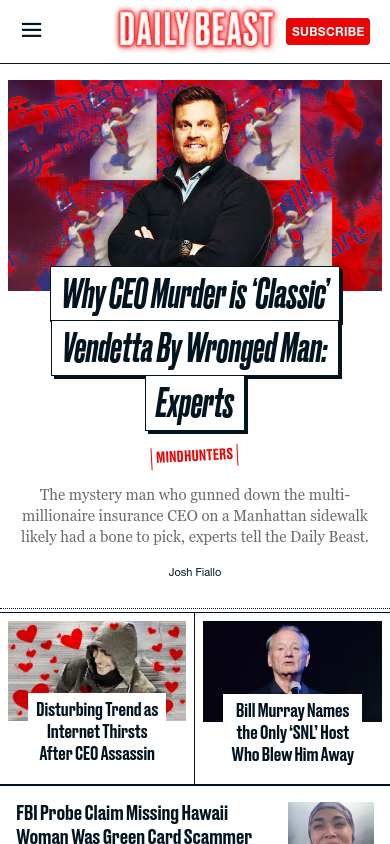 DAILY BEAST
SUBSCRIBE
Why CEO Murder is ‘Classic’
Vendetta By Wronged Man:
Experts
MINDHUNTERS
The mystery man who gunned down the multi-
millionaire insurance CEO on a Manhattan sidewalk
likely had a bone to pick, experts tell the Daily Beast.
Josh Fiallo
Disturbing Trend as
Internet Thirsts
After CEO Assassin
Bill Murray Names
the Only ‘SNL’ Host
Who Blew Him Away
FBI Probe Claim Missing Hawaii
Woman Was Green Card Scammer